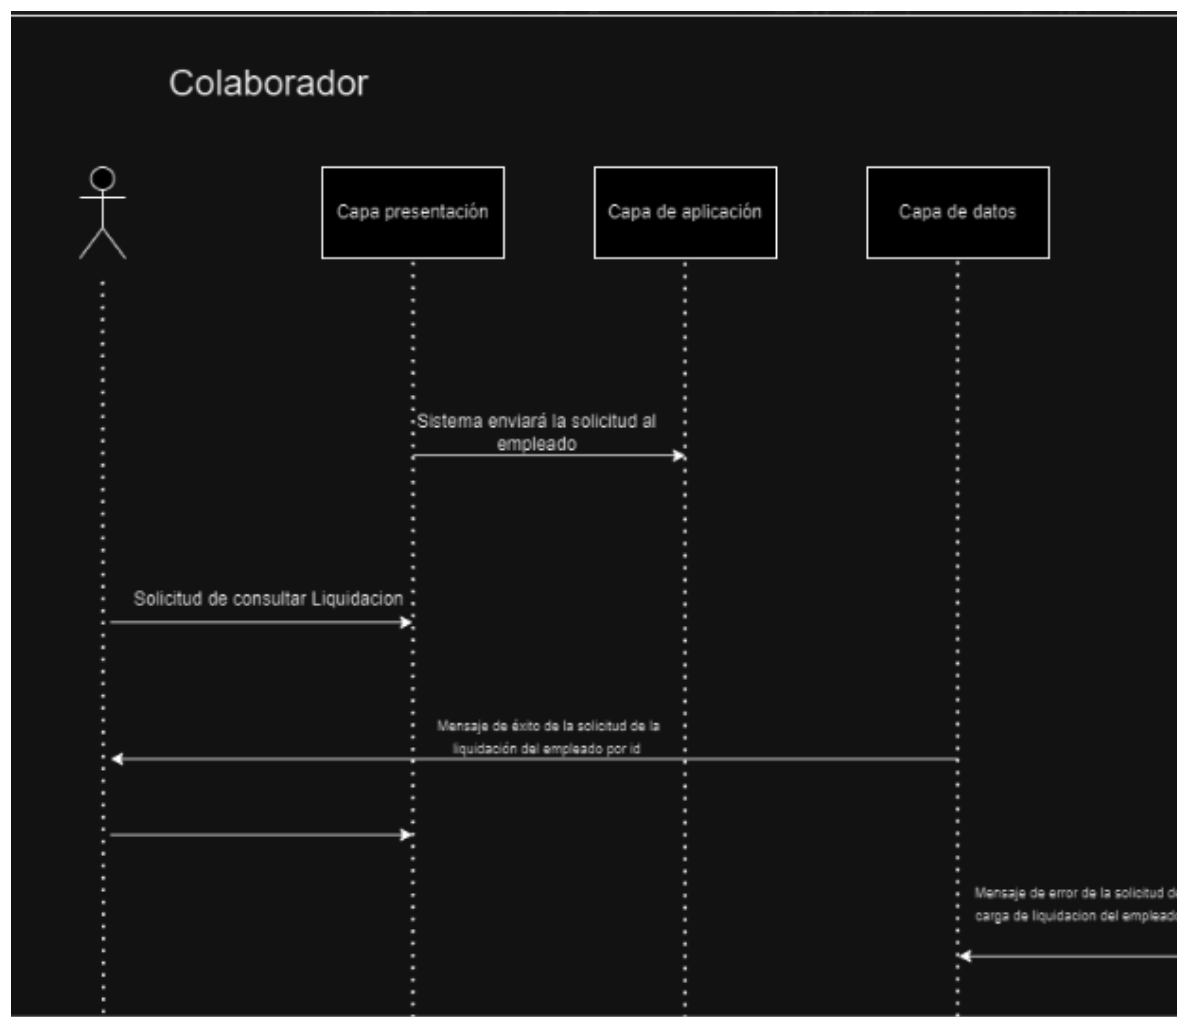 Colaborador
Capa presentación
Capa de aplicación
Capa de datos
Sistema enviará la solicitud al
empleado
Solicitud de consultar Liquidacion
Mensaje de éxito de la solicitud de la
liquidación del empleado por id
Mensaje de error de la solicitud de
carga de liquidacion del empleado